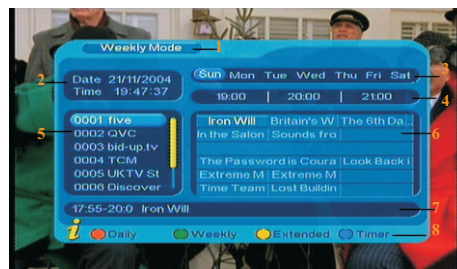 Weekly Mode 1
2 Date 21/11/2004
Time 19:47:37
Sun Mon Tue Wed Thu Fri Sat 3
19:00 | 20:00 | 21:00 4
5 0001 five
0002 QVC
0003 bid-up.tv
0004 TCM
0005 UKTV St
0006 Discover
Iron Will Britain's W The 6th Da... 6
In the Salon Sounds fro
The Password is Coura Look Back i
Extreme M Extreme M
Time Team Lost Buildin
17:55-20:0 Iron Will 7
i Daily Weekly Extended Timer 8